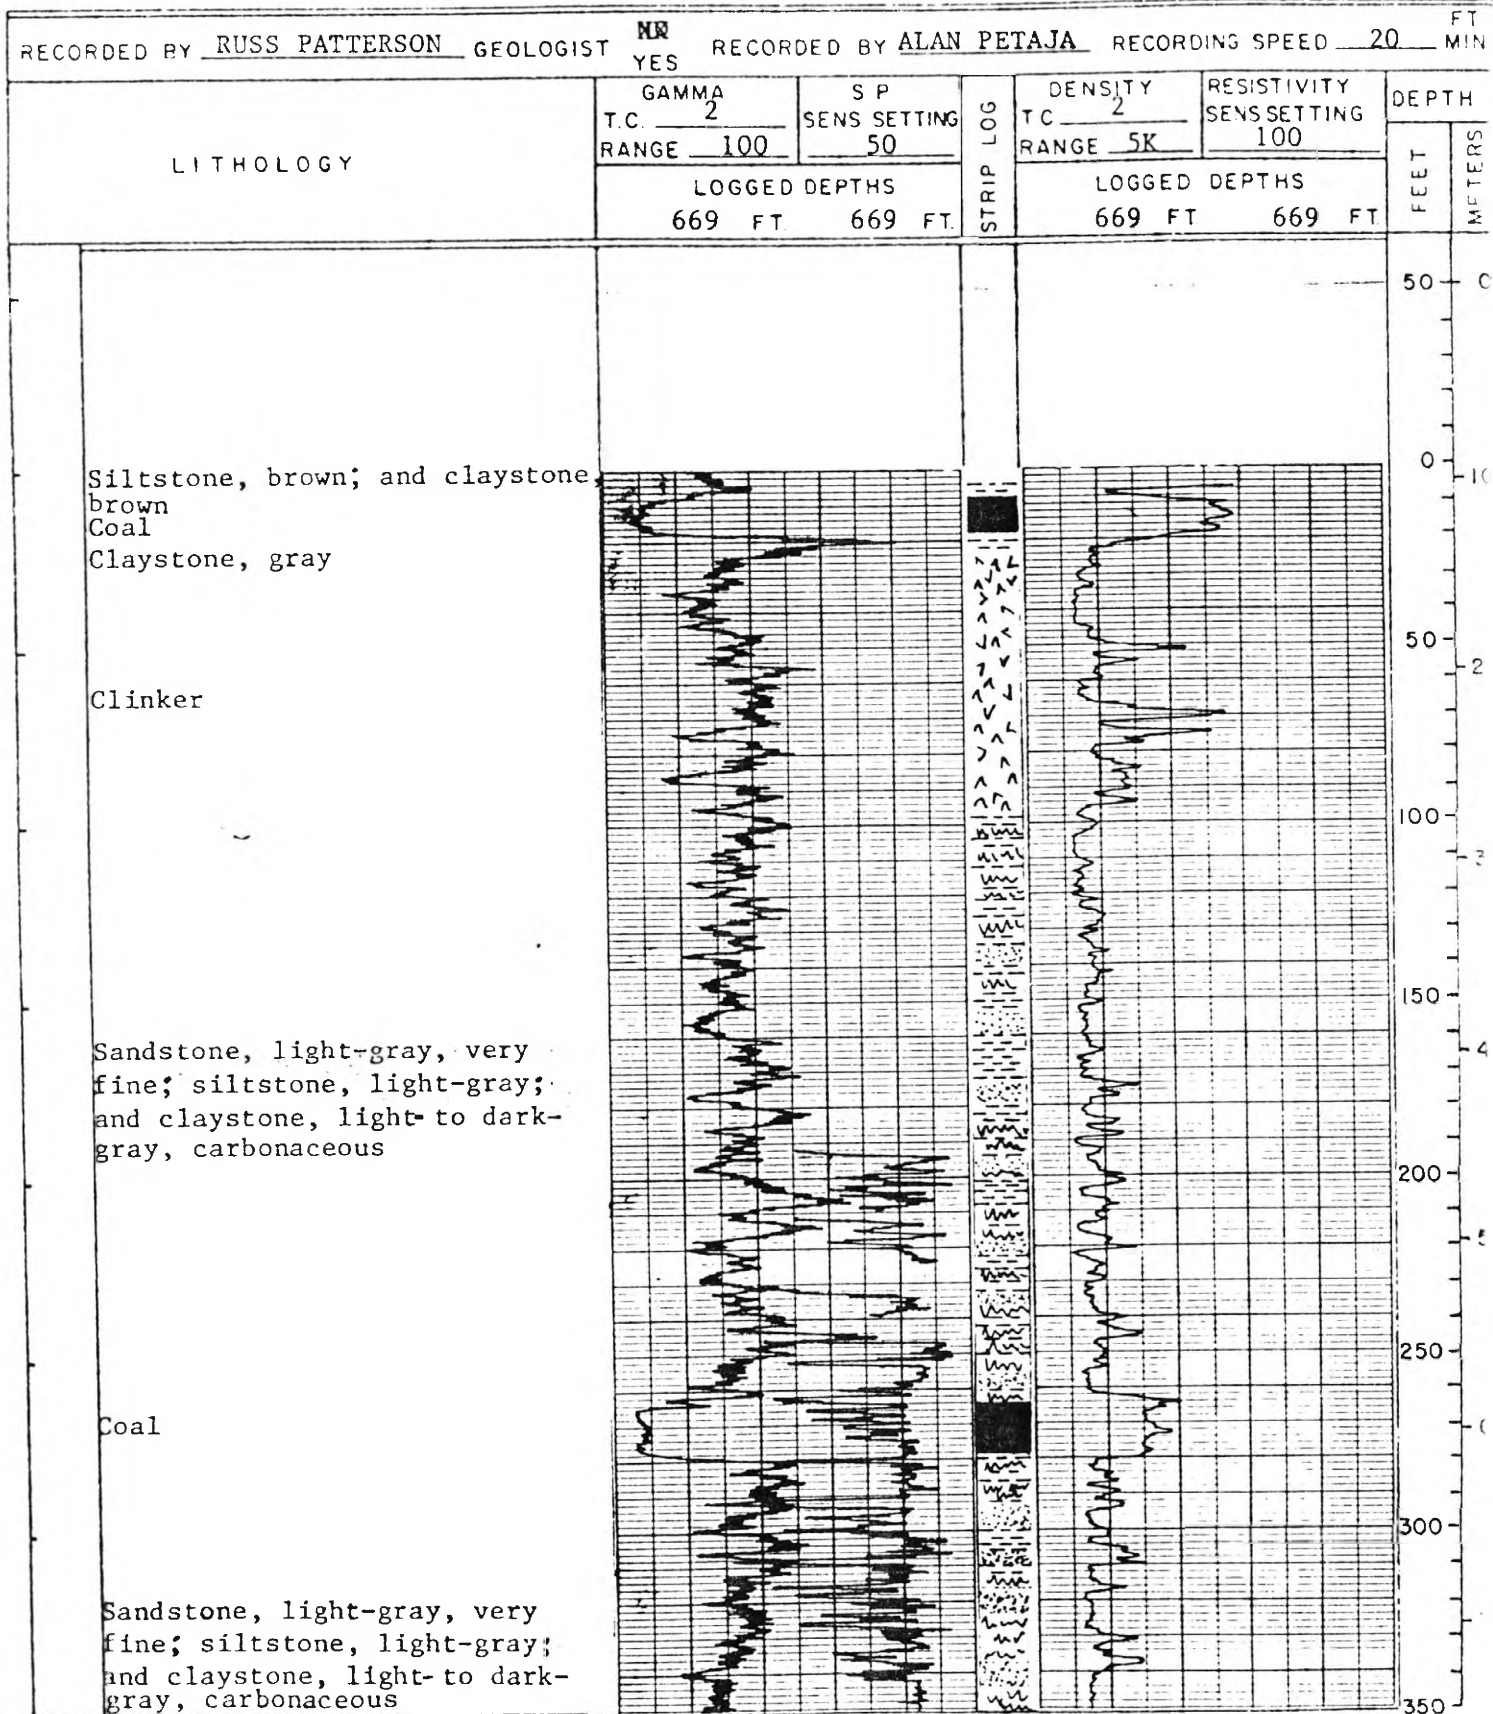 FT
RECORDED BY RUSS PATTERSON GEOLOGIST NO YES RECORDED BY ALAN PETAJA RECORDING SPEED 20 MIN
LITHOLOGY
GAMMA
T.C. 2
RANGE 100
S P
SENS SETTING
50
LOGGED DEPTHS
669 FT. 669 FT.
STRIP LOG
DENSITY
T C 2
RANGE 5K
RESISTIVITY
SENS SETTING
100
LOGGED DEPTHS
669 FT 669 FT.
DEPTH
FEET
METERS
50
0
Siltstone, brown; and claystone,
brown
Coal
Claystone, gray
50
Clinker
100
150
Sandstone, light-gray, very
fine; siltstone, light-gray;
and claystone, light- to dark-
gray, carbonaceous
200
250
Coal
300
Sandstone, light-gray, very
fine; siltstone, light-gray;
and claystone, light- to dark-
gray, carbonaceous
350